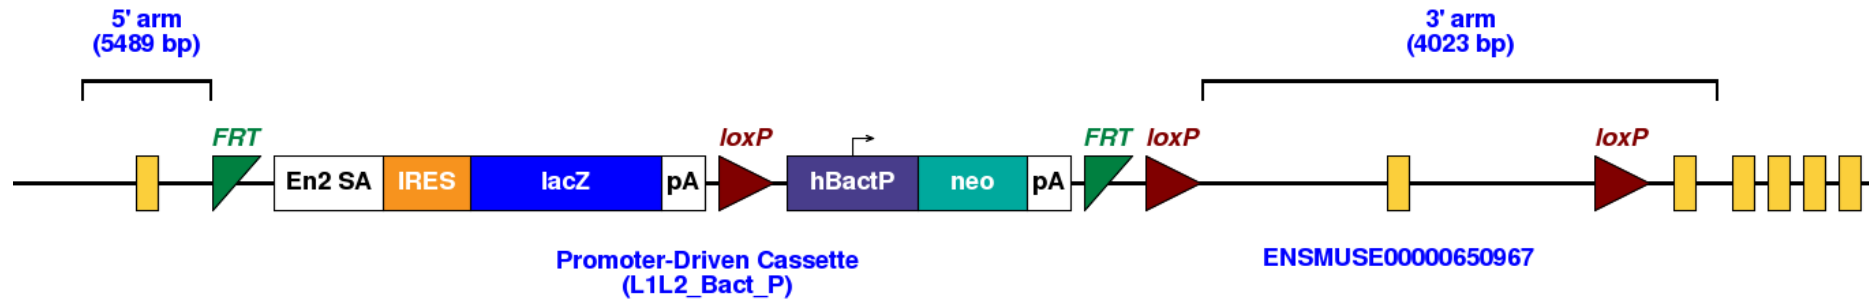 5' arm
(5489 bp)
3' arm
(4023 bp)
FRT
loxP
FRT
loxP
loxP
En2 SA
IRES
lacZ
pA
hBactP
neo
pA
Promoter-Driven Cassette
(L1L2_Bact_P)
ENSMUSE00000650967